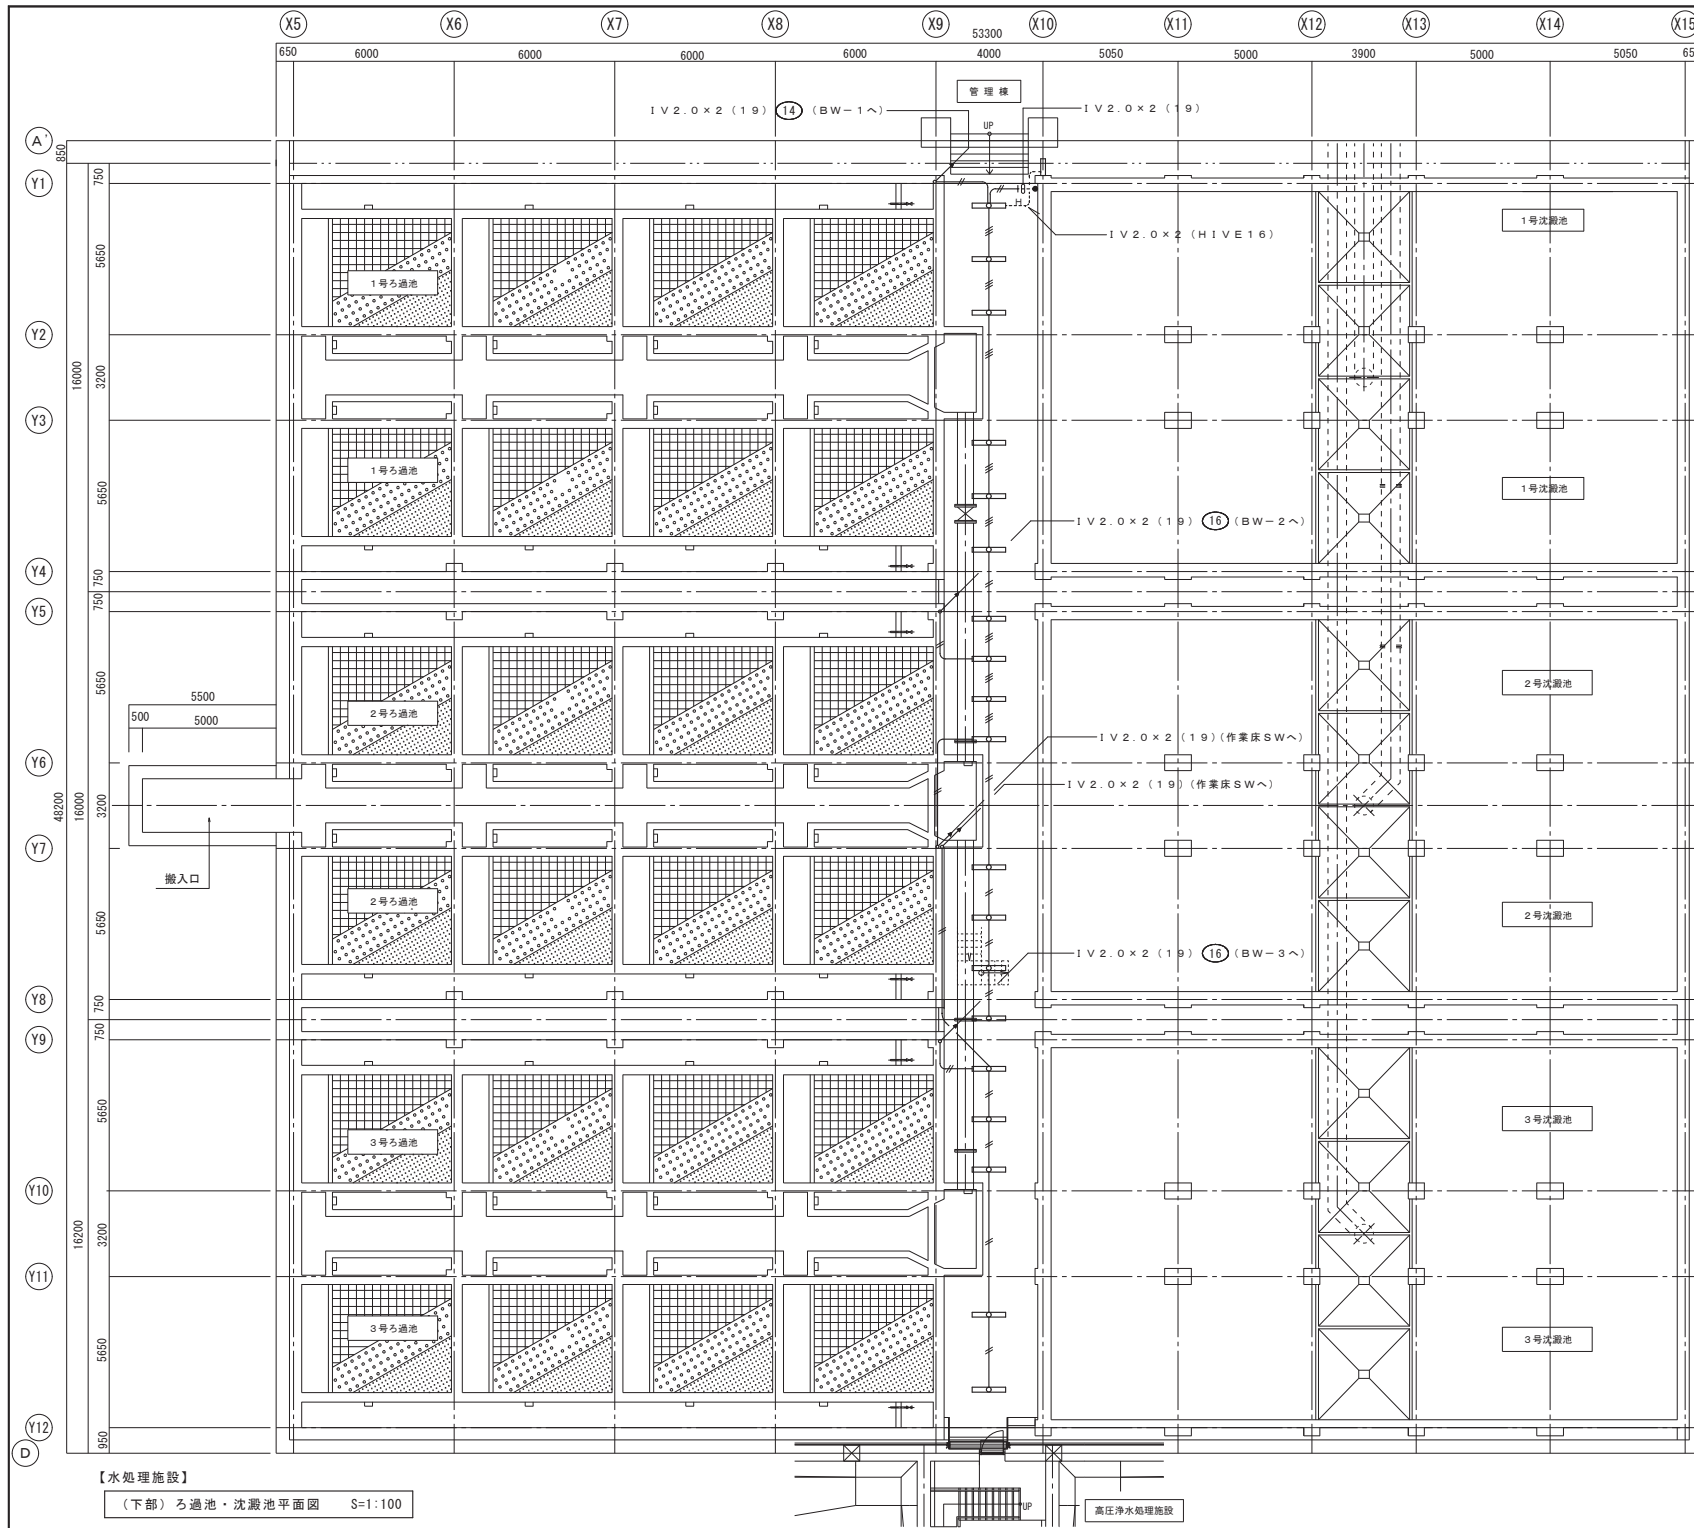 X5 X6 X7 X8 X9 X10 X11 X12 X13 X14 X15
53300
650 6000 6000 6000 6000 4000 5050 5000 3900 5000 5050 65
管理棟
IV2.0×2 (19) 14 (BW-1へ)
IV2.0×2 (19)
UP
A'
850
Y1
750
H
1号沈澱池
IV2.0×2 (HIVE16)
5650
1号ろ過池
Y2
16000
3200
Y3
1号ろ過池
5650
1号沈澱池
IV2.0×2 (19) 16 (BW-2へ)
Y4
750
750
Y5
5650
2号沈澱池
5500
500 5000
2号ろ過池
IV2.0×2 (19)(作業床SWへ)
Y6
IV2.0×2 (19)(作業床SWへ)
48200
16000
3200
Y7
搬入口
2号ろ過池
2号沈澱池
5650
IV2.0×2 (19) 16 (BW-3へ)
Y8
750
750
Y9
5650
3号沈澱池
3号ろ過池
Y10
16200
3200
Y11
3号ろ過池
3号沈澱池
5650
Y12
950
D
【水処理施設】
(下部) ろ過池・沈澱池平面図 S=1:100
UP
高圧浄水処理施設